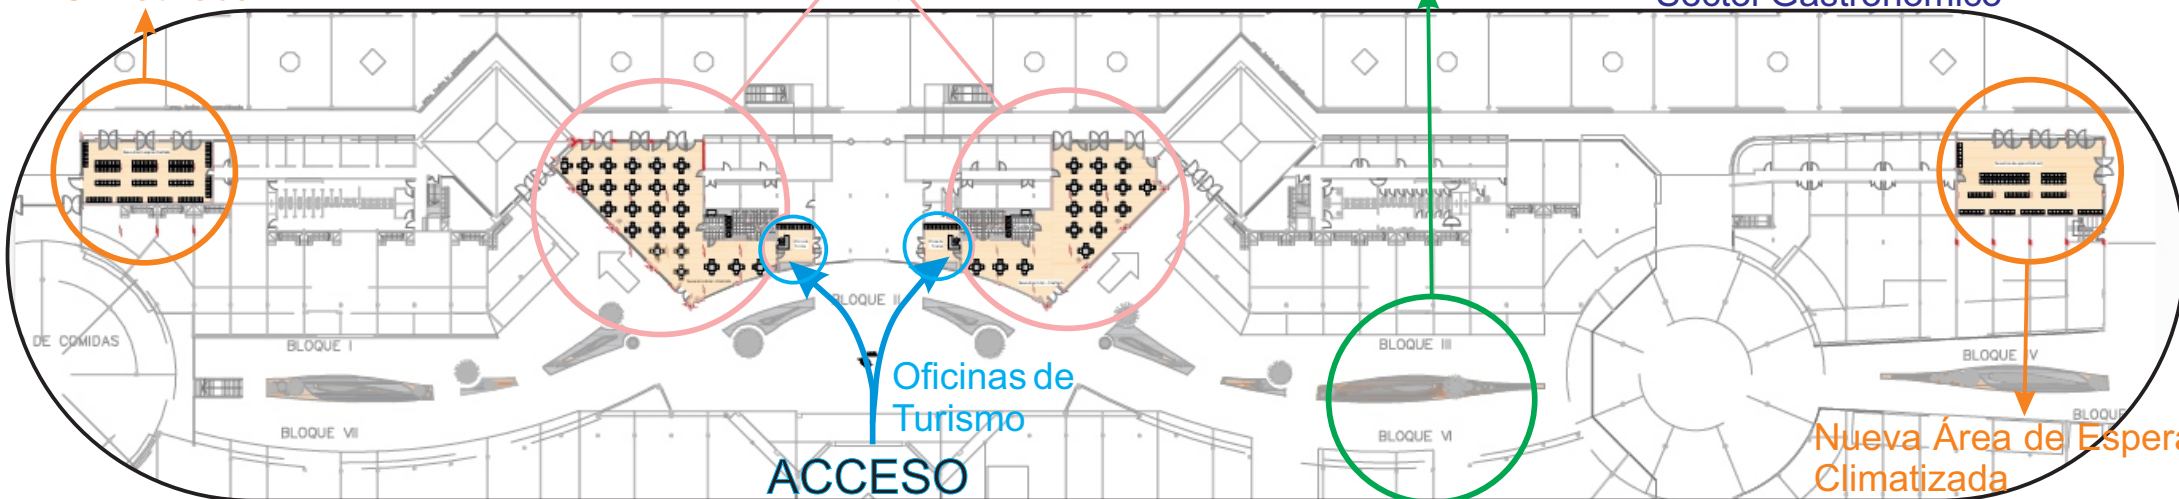 Sector Gastronómico
BLOQUE II
DE COMIDAS
BLOQUE I
BLOQUE III
BLOQUE IV
Oficinas de
Turismo
BLOQUE VII
BLOQUE VI
BLOQUE
Nueva Área de Espera
Climatizada
ACCESO